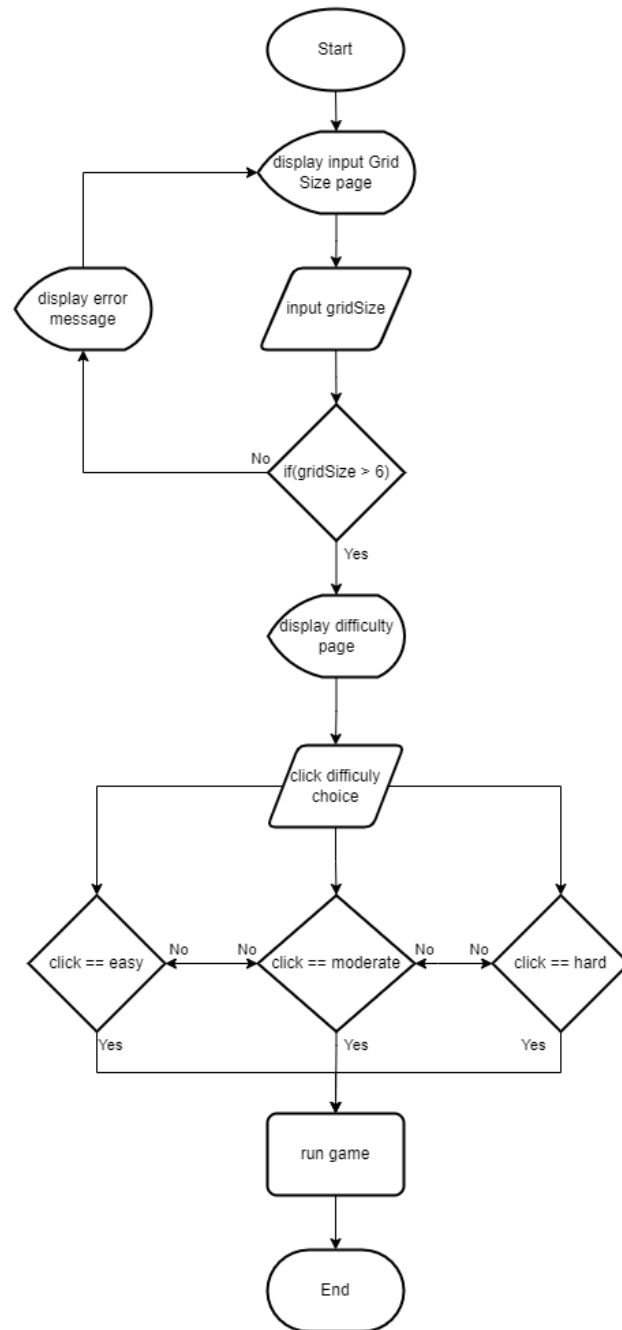 Start
display input Grid
Size page
display error
message
input gridSize
No
if(gridSize > 6)
Yes
display difficulty
page
click difficuly
choice
click == easy
No
No
click == moderate
No
No
click == hard
Yes
Yes
Yes
run game
End